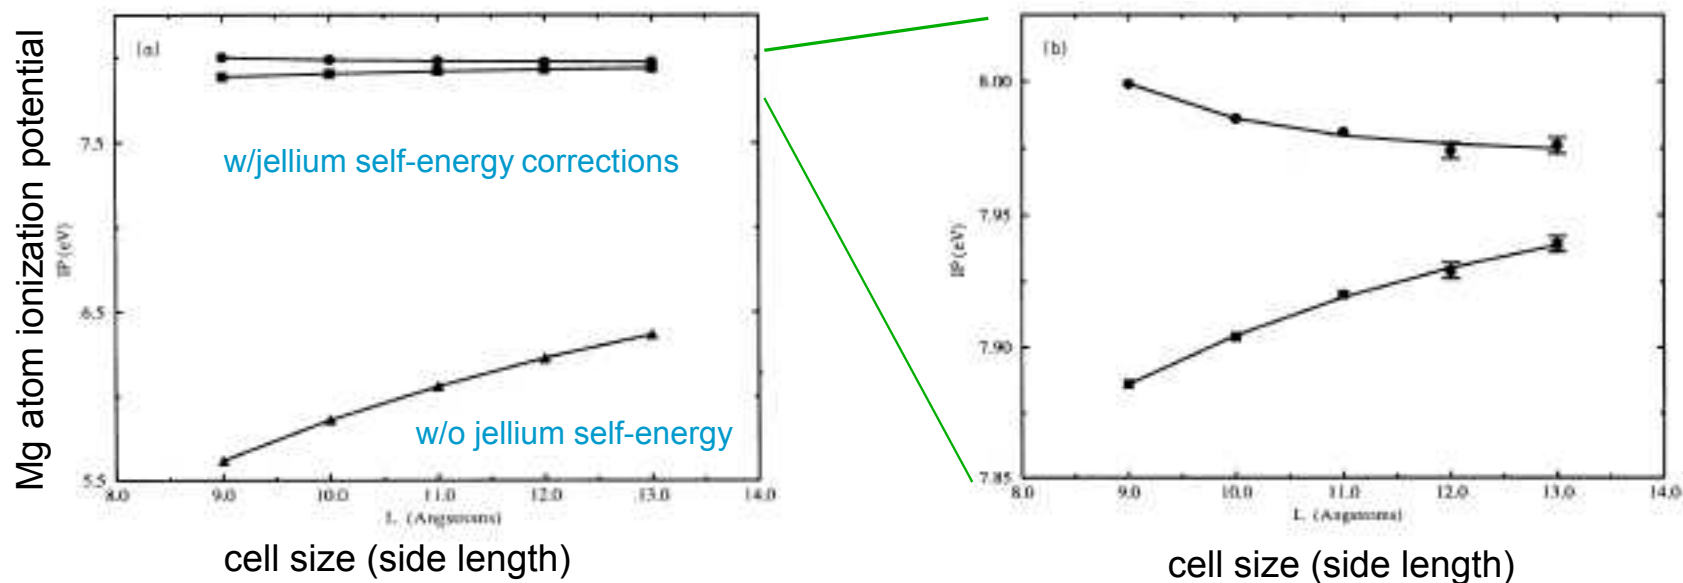 Mg atom ionization potential
(a)
7.5
w/jellium self-energy corrections
IP (eV)
6.5
w/o jellium self-energy
5.5
8.0 9.0 10.0 11.0 12.0 13.0 14.0
L (Angstroms)
cell size (side length)
(b)
8.00
7.95
IP (eV)
7.90
7.85
8.0 9.0 10.0 11.0 12.0 13.0 14.0
L (Angstroms)
cell size (side length)